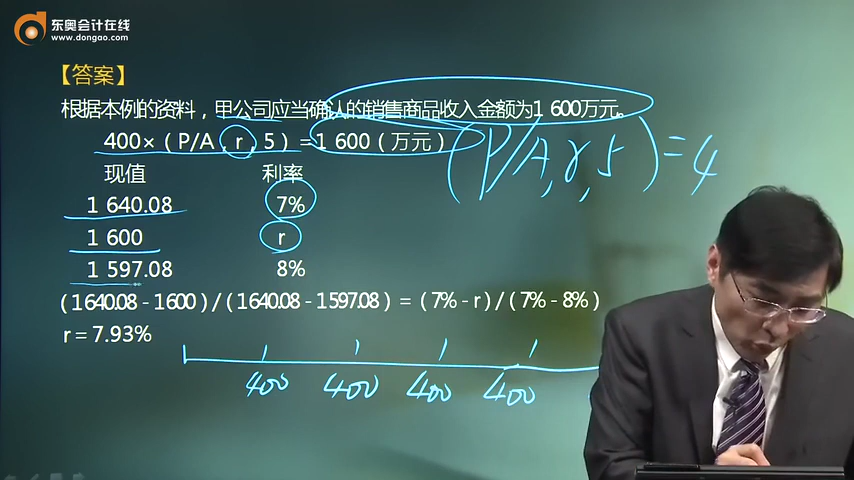 东奥会计在线
www.dongao.com
【答案】
根据本例的资料，甲公司应当确认的销售商品收入金额为1 600万元。
400×（P/A，r，5）＝1 600（万元）
(P/A,r,5)=4
现值 利率
1 640.08 7%
1 600 r
1 597.08 8%
（1640.08－1600）/（1640.08－1597.08）＝（7%－r）/（7%－8%）
r＝7.93%
400 400 400 400